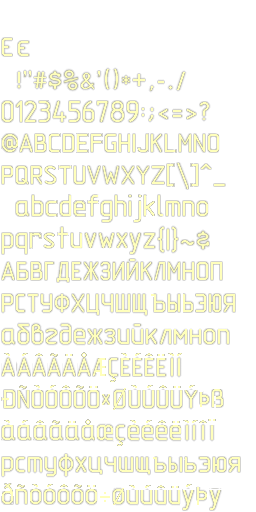 Ё ё
!"#$%&'()*+,-./
0123456789:;<=>?
@ABCDEFGHIJKLMNO
PQRSTUVWXYZ[\]^_
abcdefghijklmno
pqrstuvwxyz{|}~
АБВГДЕЖЗИЙКЛМНОП
РСТУФХЦЧШЩЪЫЬЭЮЯ
абвгдежзийклмноп
ÀÁÂÃÄÅÆÇÈÉÊËÌÍÎÏ
ÐÑÒÓÔÕÖ×ØÙÚÛÜÝÞß
àáâãäåæçèéêëìíîï
рстуфхцчшщъыьэюя
ðñòóôõö÷øùúûüýþÿ